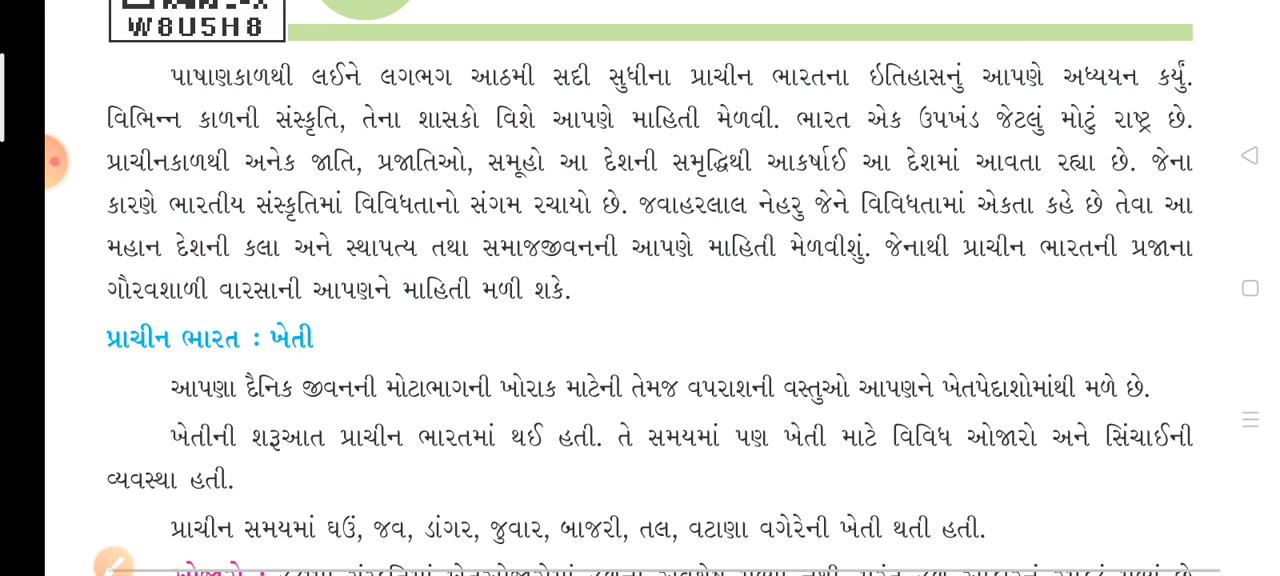 W8U5H8
પાષાણકાળથી લઈને લગભગ આઠમી સદી સુધીના પ્રાચીન ભારતના ઇતિહાસનું આપણે અધ્યયન કર્યું.
વિભિન્ન કાળની સંસ્કૃતિ, તેના શાસકો વિશે આપણે માહિતી મેળવી. ભારત એક ઉપખંડ જેટલું મોટું રાષ્ટ્ર છે.
પ્રાચીનકાળથી અનેક જાતિ, પ્રજાતિઓ, સમૂહો આ દેશની સમૃદ્ધિથી આકર્ષાઈ આ દેશમાં આવતા રહ્યા છે. જેના
કારણે ભારતીય સંસ્કૃતિમાં વિવિધતાનો સંગમ રચાયો છે. જવાહરલાલ નેહરુ જેને વિવિધતામાં એકતા કહે છે તેવા આ
મહાન દેશની કલા અને સ્થાપત્ય તથા સમાજજીવનની આપણે માહિતી મેળવીશું. જેનાથી પ્રાચીન ભારતની પ્રજાના
ગૌરવશાળી વારસાની આપણને માહિતી મળી શકે.
પ્રાચીન ભારત : ખેતી
આપણા દૈનિક જીવનની મોટાભાગની ખોરાક માટેની તેમજ વપરાશની વસ્તુઓ આપણને ખેતપેદાશોમાંથી મળે છે.
ખેતીની શરૂઆત પ્રાચીન ભારતમાં થઈ હતી. તે સમયમાં પણ ખેતી માટે વિવિધ ઓજારો અને સિંચાઈની
વ્યવસ્થા હતી.
પ્રાચીન સમયમાં ઘઉં, જવ, ડાંગર, જુવાર, બાજરી, તલ, વટાણા વગેરેની ખેતી થતી હતી.